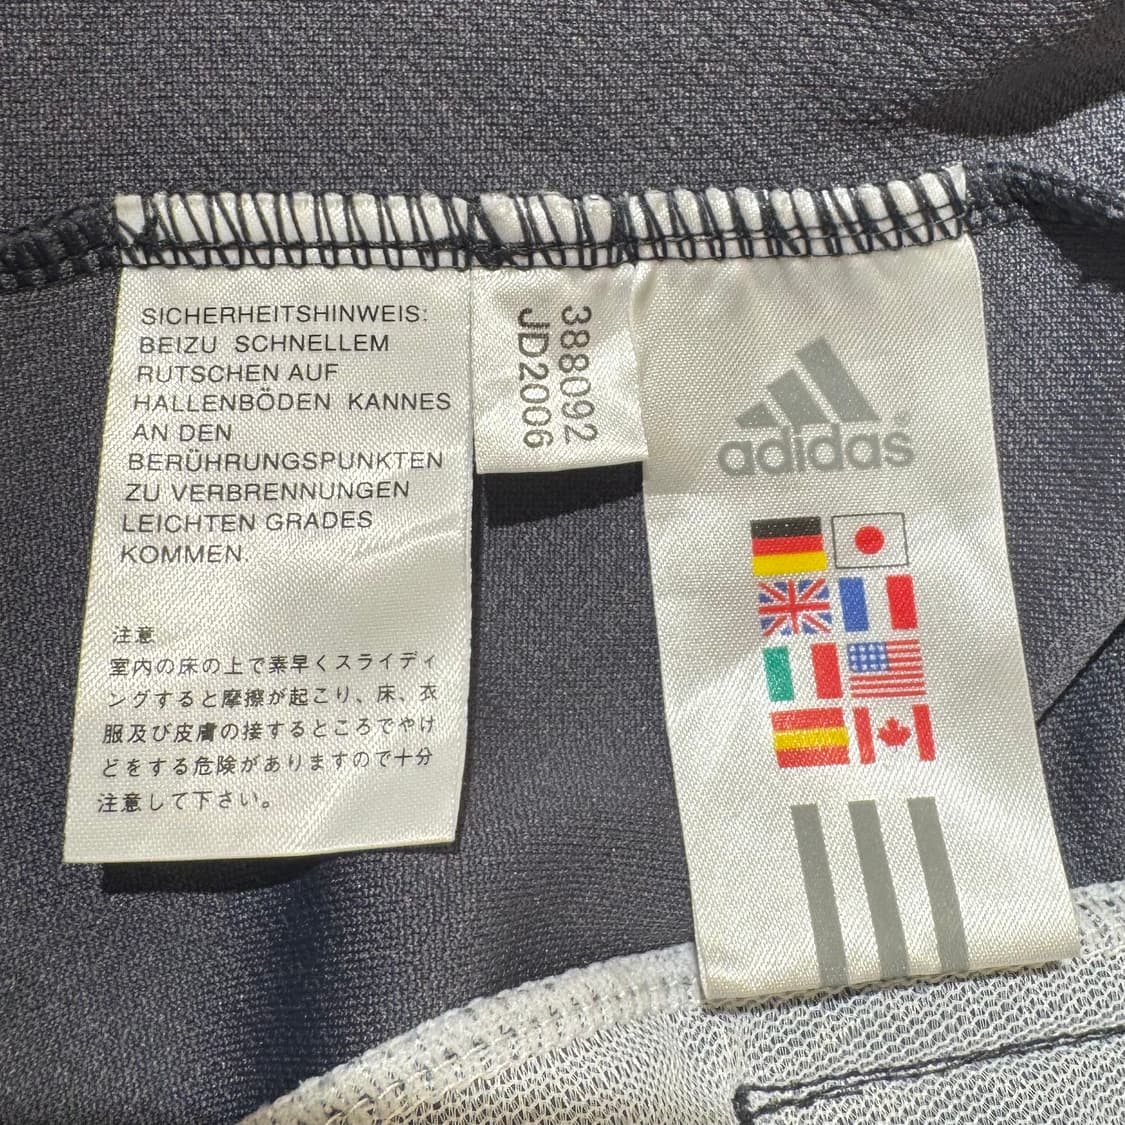 SICHERHEITSHINWEIS:
BEIZU SCHNELLEM
RUTSCHEN AUF
HALLENBÖDEN KANNES
AN DEN
BERÜHRUNGSPUNKTEN
ZU VERBRENNUNGEN
LEICHTEN GRADES
KOMMEN.
注意
室内の床の上で素早くスライディ
ングすると摩擦が起こり、床、衣
服及び皮膚の接するところでやけ
どをする危険がありますので十分
注意して下さい。
388092
JD2006
adidas